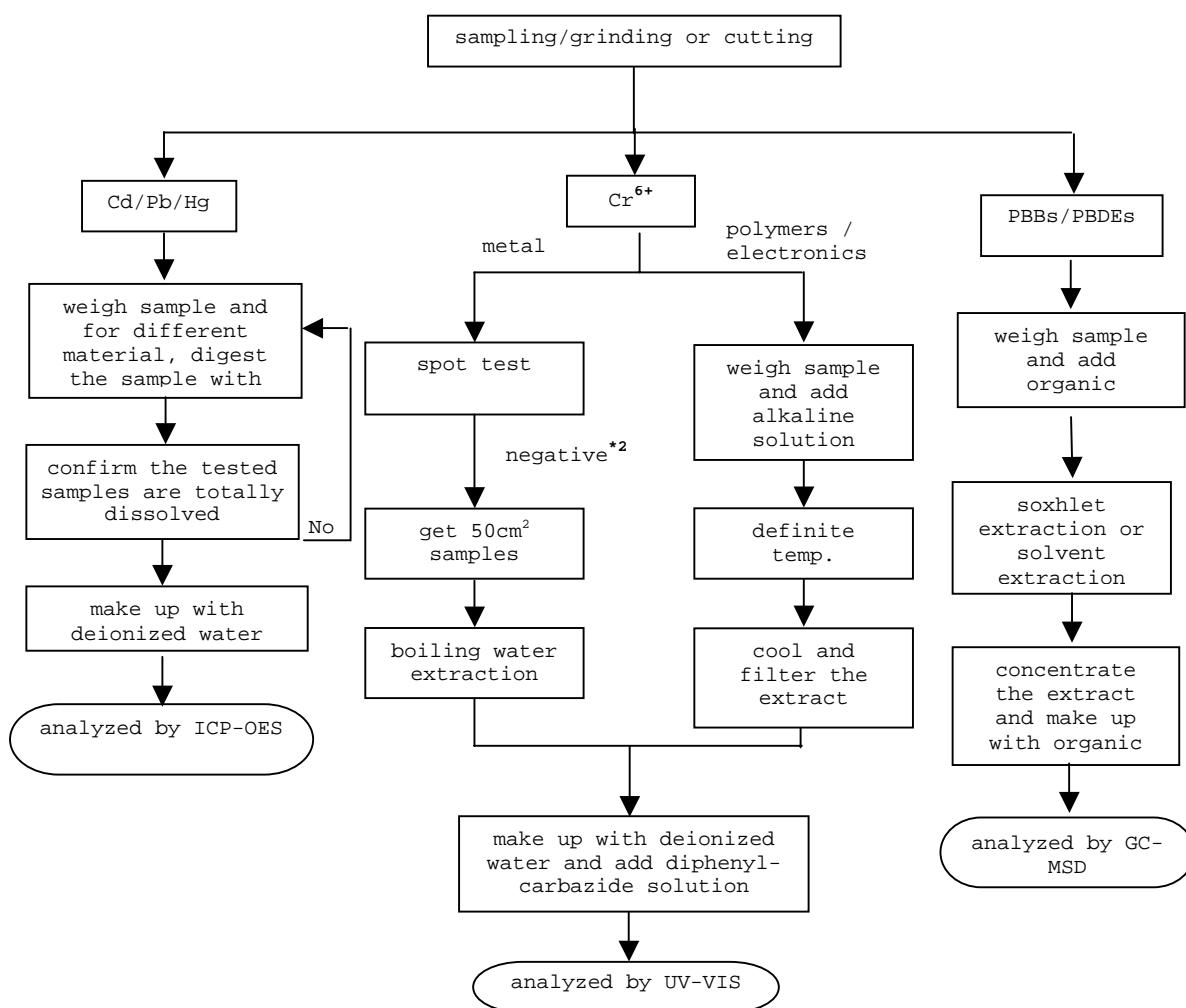 sampling/grinding or cutting
Cd/Pb/Hg
Cr6+
PBBs/PBDEs
metal
polymers /
electronics
weigh sample and
for different
material, digest
the sample with
confirm the tested
samples are totally
dissolved
No
make up with
deionized water
analyzed by ICP-OES
spot test
negative*2
get 50cm2
samples
boiling water
extraction
weigh sample
and add
alkaline
solution
definite
temp.
cool and
filter the
extract
make up with deionized
water and add diphenyl-
carbazide solution
analyzed by UV-VIS
weigh sample
and add
organic
soxhlet
extraction or
solvent
extraction
concentrate
the extract
and make up
with organic
analyzed by GC-
MSD